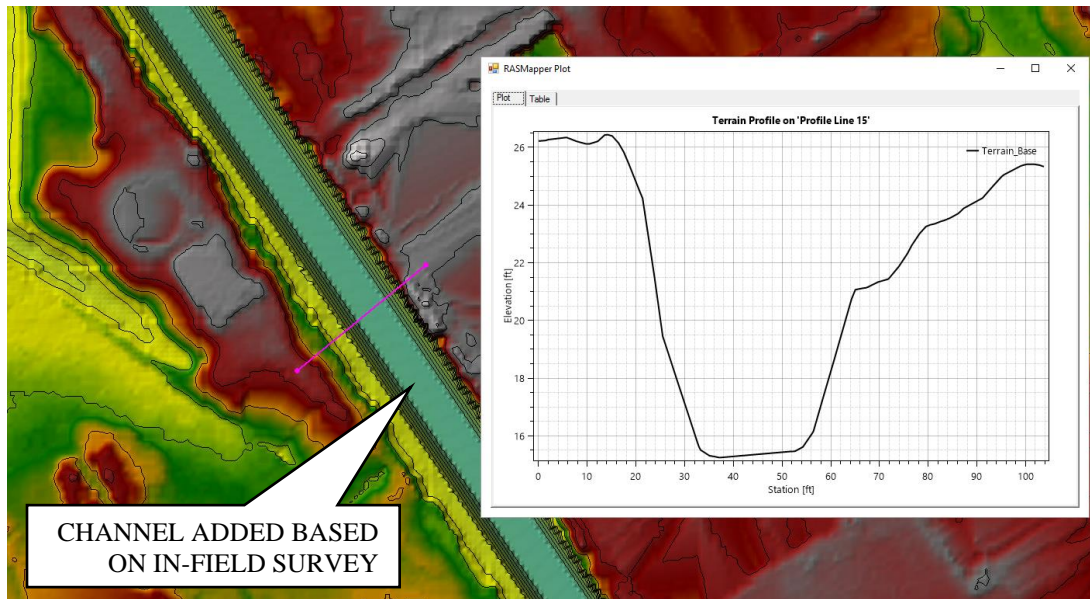 RASMapper Plot
Plot Table
Terrain Profile on 'Profile Line 15'
Terrain_Base
Elevation [ft]
26
24
22
20
18
16
0 10 20 30 40 50 60 70 80 90 100
Station [ft]
CHANNEL ADDED BASED
ON IN-FIELD SURVEY